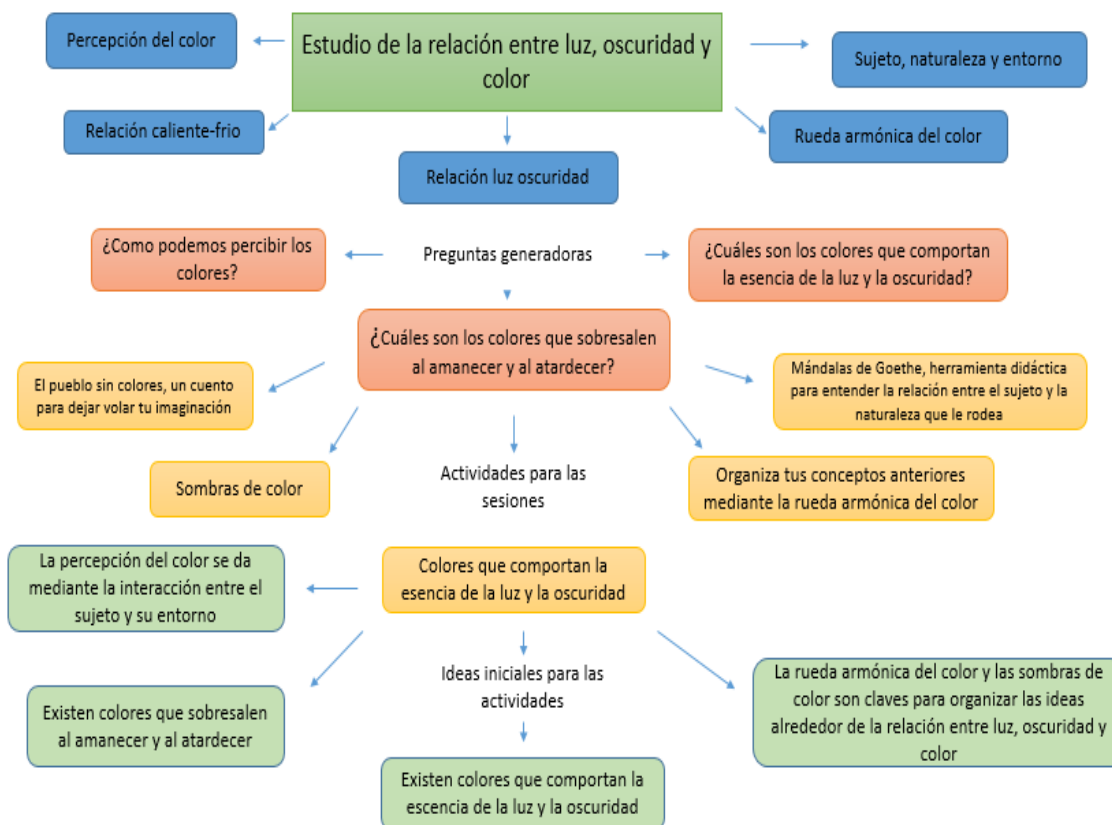 Percepción del color
Estudio de la relación entre luz, oscuridad y
color
Sujeto, naturaleza y entorno
Relación caliente-frio
Rueda armónica del color
Relación luz oscuridad
¿Como podemos percibir los
colores?
Preguntas generadoras
¿Cuáles son los colores que comportan
la esencia de la luz y la oscuridad?
¿Cuáles son los colores que sobresalen
al amanecer y al atardecer?
El pueblo sin colores, un cuento
para dejar volar tu imaginación
Mándalas de Goethe, herramienta didáctica
para entender la relación entre el sujeto y la
naturaleza que le rodea
Sombras de color
Actividades para las
sesiones
Organiza tus conceptos anteriores
mediante la rueda armónica del color
La percepción del color se da
mediante la interacción entre el
sujeto y su entorno
Colores que comportan la
esencia de la luz y la oscuridad
Ideas iniciales para las
actividades
Existen colores que sobresalen
al amanecer y al atardecer
La rueda armónica del color y las sombras de
color son claves para organizar las ideas
alrededor de la relación entre luz, oscuridad y
color
Existen colores que comportan la
escencia de la luz y la oscuridad